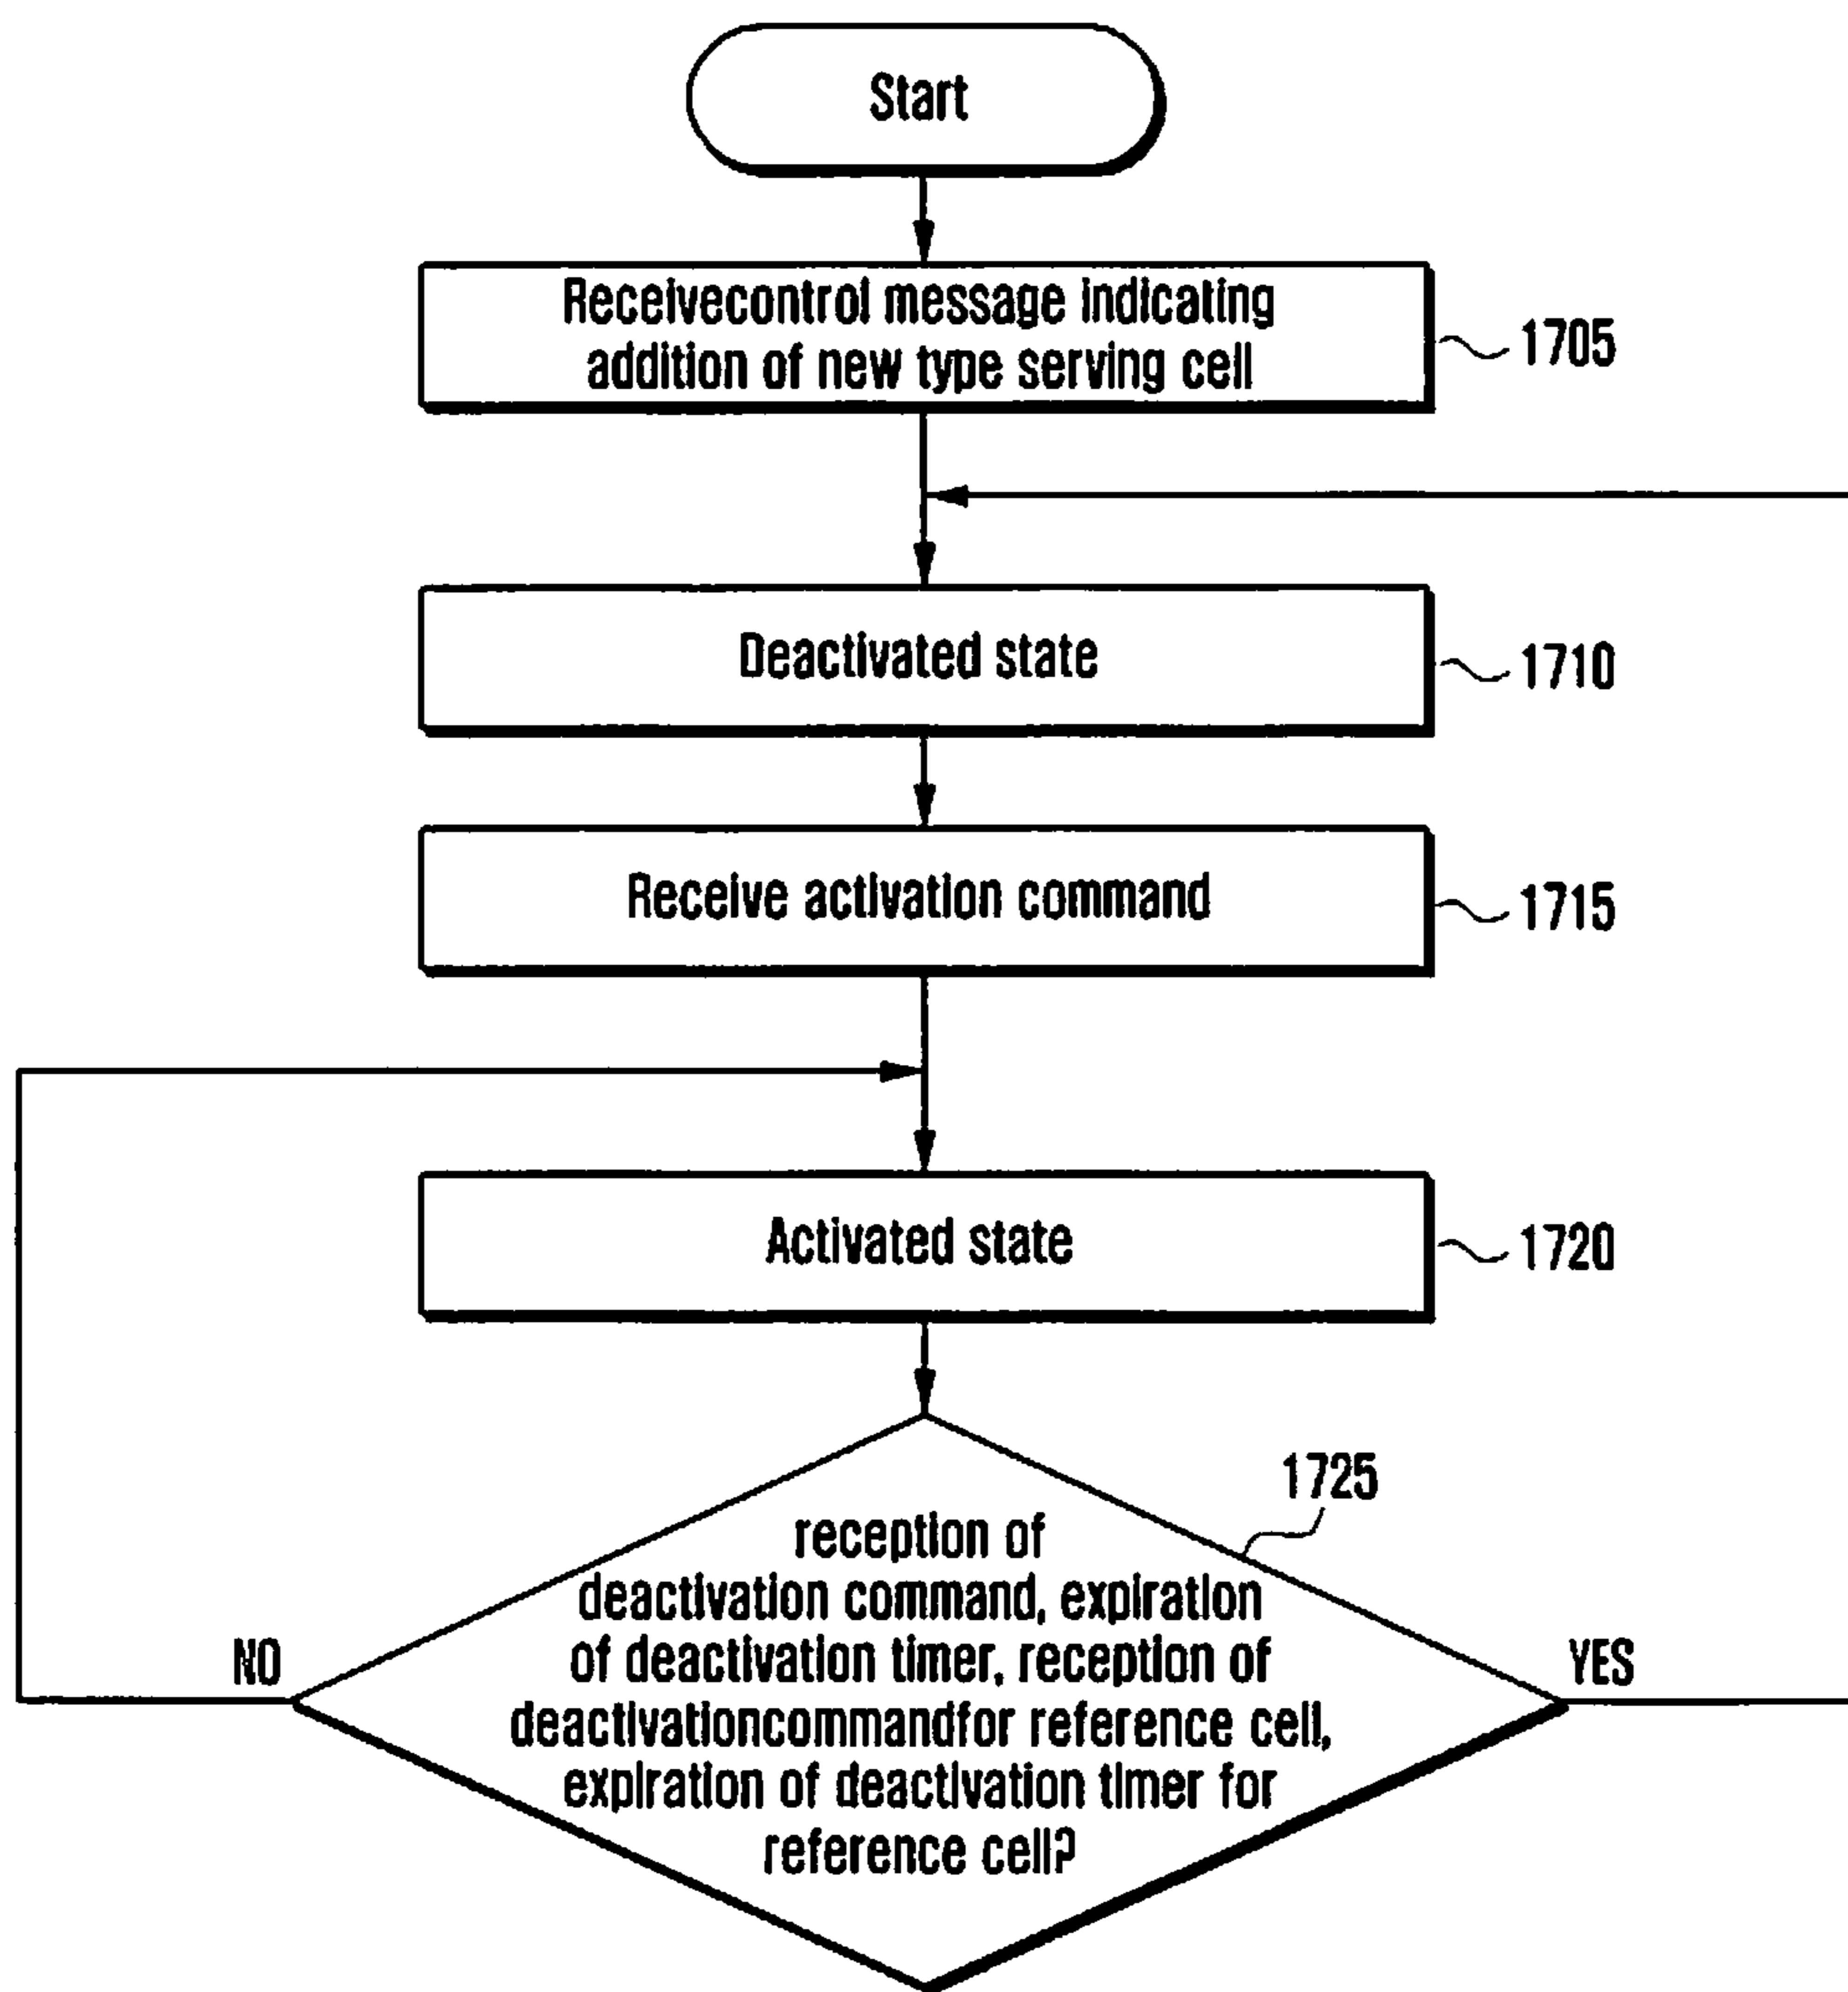 Start
Receivecontrol message indicating
addition of new type serving cell
1705
Deactivated state
1710
Receive activation command
1715
Activated state
1720
1725
reception of
deactivation command, expiration
of deactivation timer, reception of
deactivationcommandfor reference cell,
expiration of deactivation timer for
reference cell?
NO
YES